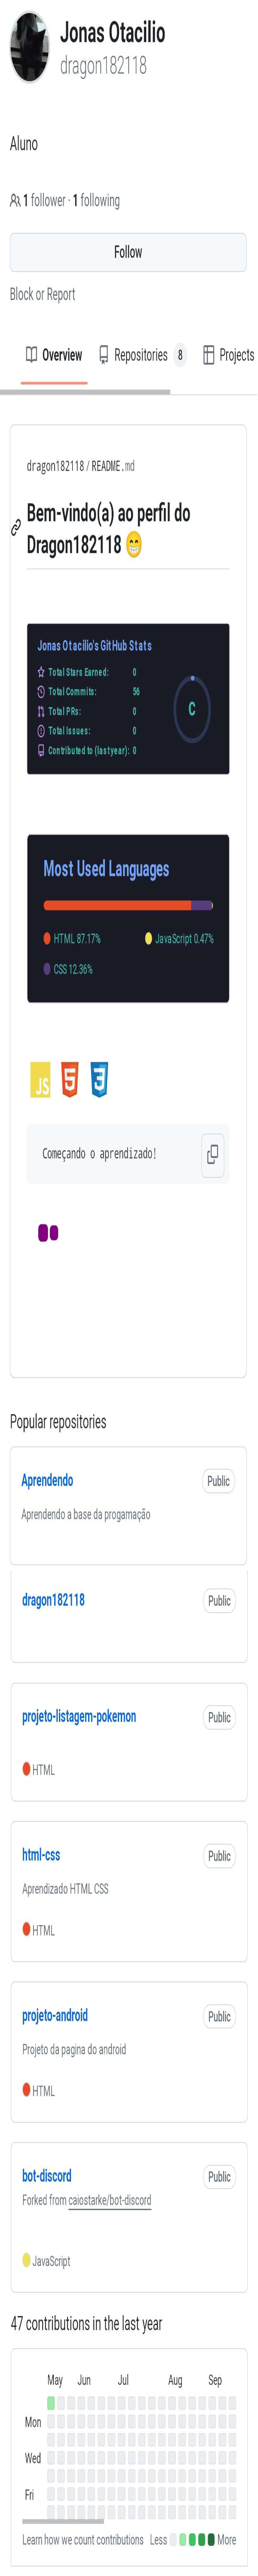 Jonas Otacilio
dragon182118
Aluno
1 follower · 1 following
Follow
Block or Report
Overview Repositories 8 Projects
dragon182118 / README.md
Bem-vindo(a) ao perfil do
Dragon182118 😁
Jonas Otacilio's GitHub Stats
Total Stars Earned: 0
Total Commits: 56
Total PRs: 0
Total Issues: 0
Contributed to (last year): 0
C
Most Used Languages
HTML 87.17% JavaScript 0.47%
CSS 12.36%
JS 5 3
Começando o aprendizado!
Popular repositories
Aprendendo Public
Aprendendo a base da progamação
dragon182118 Public
projeto-listagem-pokemon Public
HTML
html-css Public
Aprendizado HTML CSS
HTML
projeto-android Public
Projeto da pagina do android
HTML
bot-discord Public
Forked from caiostarke/bot-discord
JavaScript
47 contributions in the last year
May Jun Jul Aug Sep
Mon
Wed
Fri
Learn how we count contributions Less More